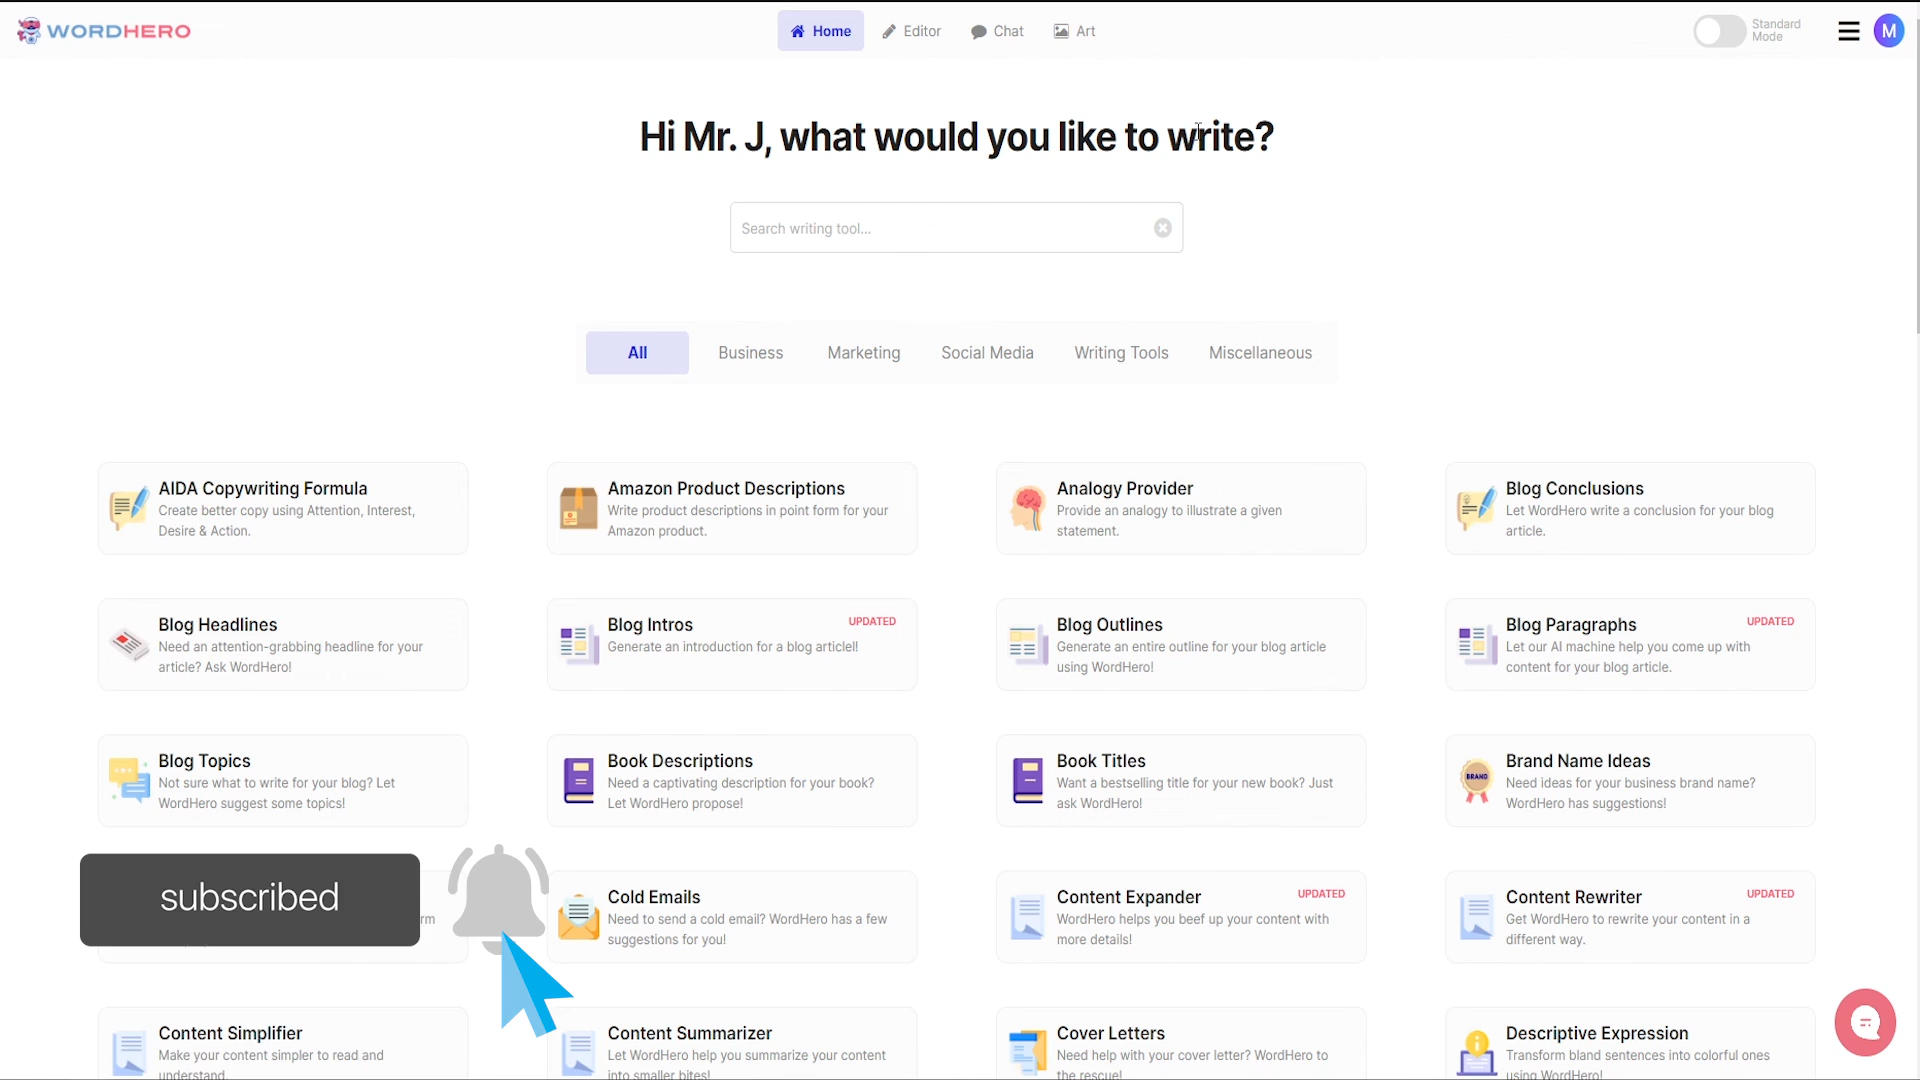 WORDHERO
Home
Editor
Chat
Art
Standard
Mode
M
Hi Mr. J, what would you like to write?
Search writing tool...
All
Business
Marketing
Social Media
Writing Tools
Miscellaneous
AIDA Copywriting Formula
Create better copy using Attention, Interest,
Desire & Action.
Amazon Product Descriptions
Write product descriptions in point form for your
Amazon product.
Analogy Provider
Provide an analogy to illustrate a given
statement.
Blog Conclusions
Let WordHero write a conclusion for your blog
article.
Blog Headlines
Need an attention-grabbing headline for your
article? Ask WordHero!
Blog Intros
UPDATED
Generate an introduction for a blog articlel!
Blog Outlines
Generate an entire outline for your blog article
using WordHero!
Blog Paragraphs
UPDATED
Let our AI machine help you come up with
content for your blog article.
Blog Topics
Not sure what to write for your blog? Let
WordHero suggest some topics!
Book Descriptions
Need a captivating description for your book?
Let WordHero propose!
Book Titles
Want a bestselling title for your new book? Just
ask WordHero!
BRAND
Brand Name Ideas
Need ideas for your business brand name?
WordHero has suggestions!
subscribed
rm
Cold Emails
Need to send a cold email? WordHero has a few
suggestions for you!
Content Expander
UPDATED
WordHero helps you beef up your content with
more details!
Content Rewriter
UPDATED
Get WordHero to rewrite your content in a
different way.
Content Simplifier
Make your content simpler to read and
understand.
Content Summarizer
Let WordHero help you summarize your content
into smaller bites!
Cover Letters
Need help with your cover letter? WordHero to
the rescue!
Descriptive Expression
Transform bland sentences into colorful ones
using WordHero!